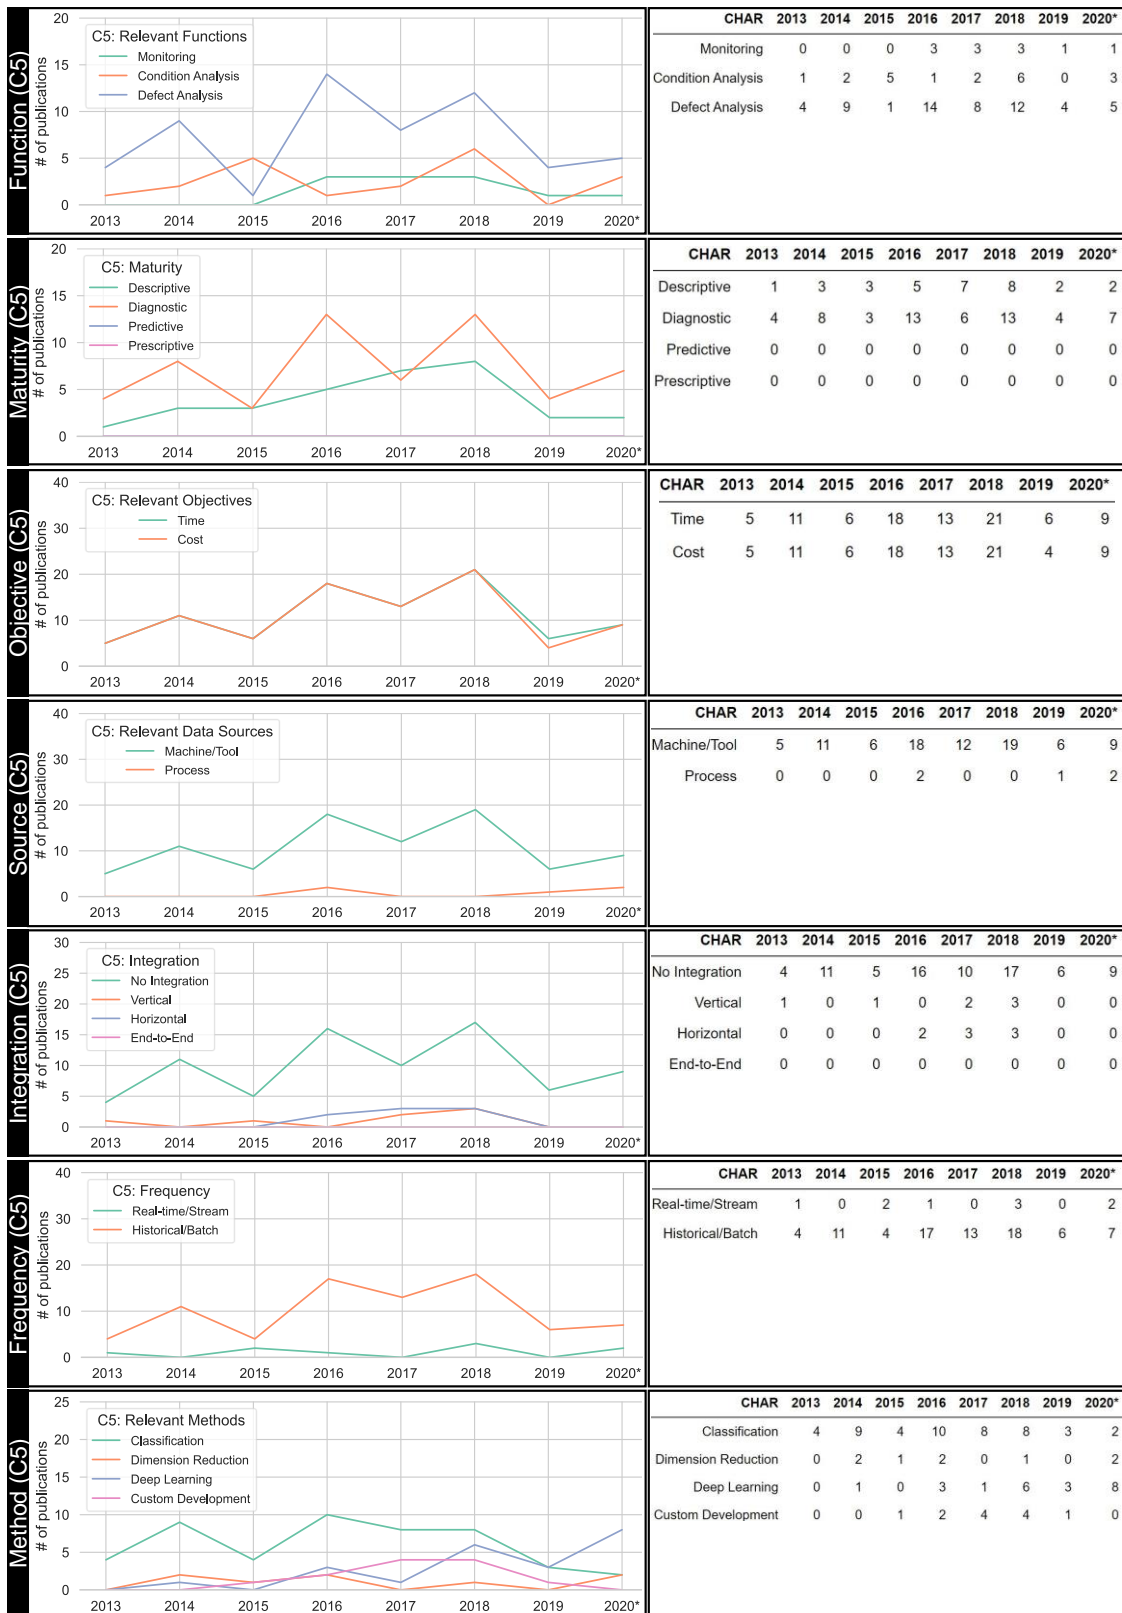 Function (C5)
# of publications
20
15
10
5
0
C5: Relevant Functions
Monitoring
Condition Analysis
Defect Analysis
2013 2014 2015 2016 2017 2018 2019 2020*
CHAR 2013 2014 2015 2016 2017 2018 2019 2020*
Monitoring 0 0 0 3 3 3 1 1
Condition Analysis 1 2 5 1 2 6 0 3
Defect Analysis 4 9 1 14 8 12 4 5
Maturity (C5)
# of publications
20
15
10
5
0
C5: Maturity
Descriptive
Diagnostic
Predictive
Prescriptive
2013 2014 2015 2016 2017 2018 2019 2020*
CHAR 2013 2014 2015 2016 2017 2018 2019 2020*
Descriptive 1 3 3 5 7 8 2 2
Diagnostic 4 8 3 13 6 13 4 7
Predictive 0 0 0 0 0 0 0 0
Prescriptive 0 0 0 0 0 0 0 0
Objective (C5)
# of publications
40
30
20
10
0
C5: Relevant Objectives
Time
Cost
2013 2014 2015 2016 2017 2018 2019 2020*
CHAR 2013 2014 2015 2016 2017 2018 2019 2020*
Time 5 11 6 18 13 21 6 9
Cost 5 11 6 18 13 21 4 9
Source (C5)
# of publications
40
30
20
10
0
C5: Relevant Data Sources
Machine/Tool
Process
2013 2014 2015 2016 2017 2018 2019 2020*
CHAR 2013 2014 2015 2016 2017 2018 2019 2020*
Machine/Tool 5 11 6 18 12 19 6 9
Process 0 0 0 2 0 0 1 2
Integration (C5)
# of publications
30
25
20
15
10
5
0
C5: Integration
No Integration
Vertical
Horizontal
End-to-End
2013 2014 2015 2016 2017 2018 2019 2020*
CHAR 2013 2014 2015 2016 2017 2018 2019 2020*
No Integration 4 11 5 16 10 17 6 9
Vertical 1 0 1 0 2 3 0 0
Horizontal 0 0 0 2 3 3 0 0
End-to-End 0 0 0 0 0 0 0 0
Frequency (C5)
# of publications
40
30
20
10
0
C5: Frequency
Real-time/Stream
Historical/Batch
2013 2014 2015 2016 2017 2018 2019 2020*
CHAR 2013 2014 2015 2016 2017 2018 2019 2020*
Real-time/Stream 1 0 2 1 0 3 0 2
Historical/Batch 4 11 4 17 13 18 6 7
Method (C5)
# of publications
25
20
15
10
5
0
C5: Relevant Methods
Classification
Dimension Reduction
Deep Learning
Custom Development
2013 2014 2015 2016 2017 2018 2019 2020*
CHAR 2013 2014 2015 2016 2017 2018 2019 2020*
Classification 4 9 4 10 8 8 3 2
Dimension Reduction 0 2 1 2 0 1 0 2
Deep Learning 0 1 0 3 1 6 3 8
Custom Development 0 0 1 2 4 4 1 0